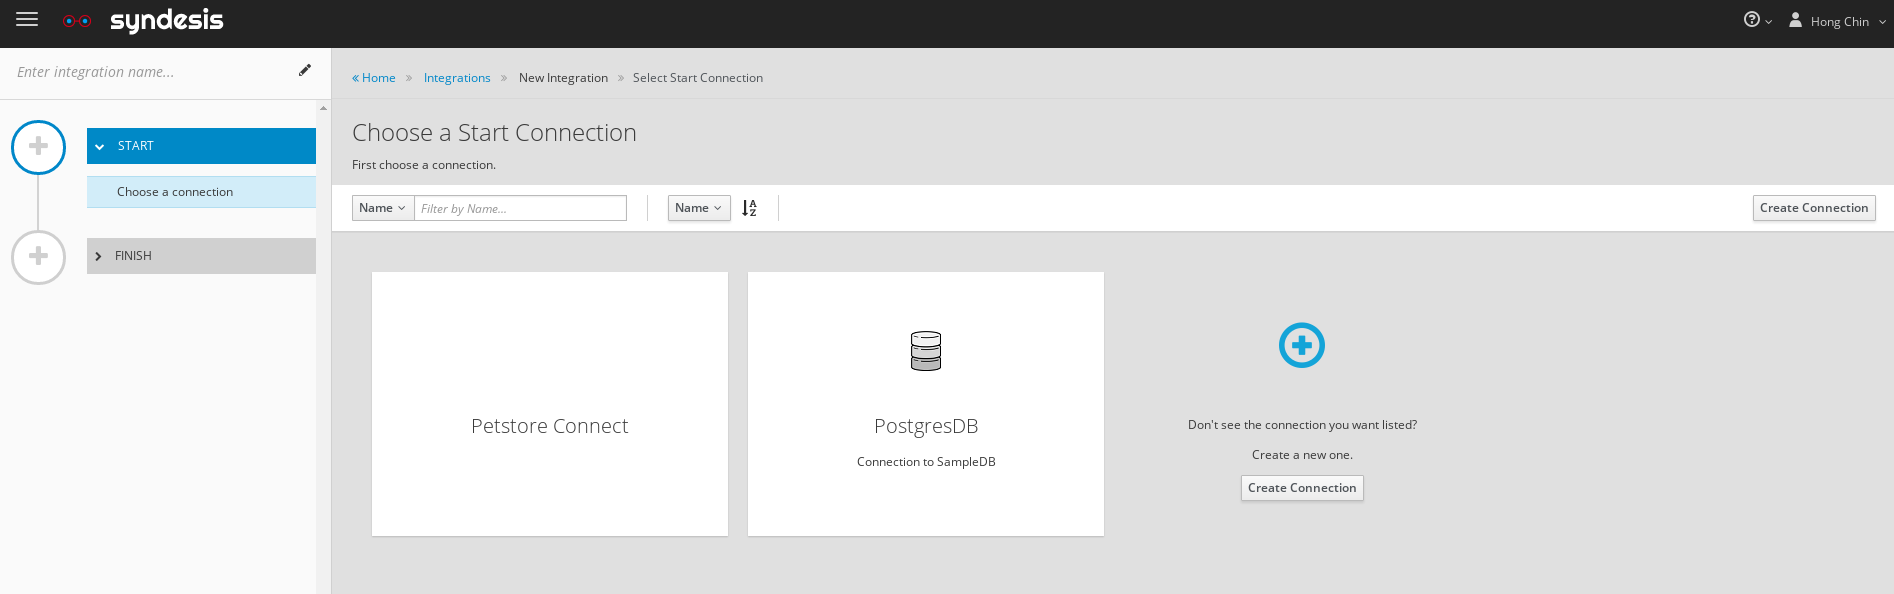 syndesis
Hong Chin
Enter integration name...
« Home » Integrations » New Integration » Select Start Connection
START
Choose a connection
FINISH
Choose a Start Connection
First choose a connection.
Name Filter by Name... Name A Z Create Connection
Petstore Connect
PostgresDB
Connection to SampleDB
Don't see the connection you want listed?
Create a new one.
Create Connection